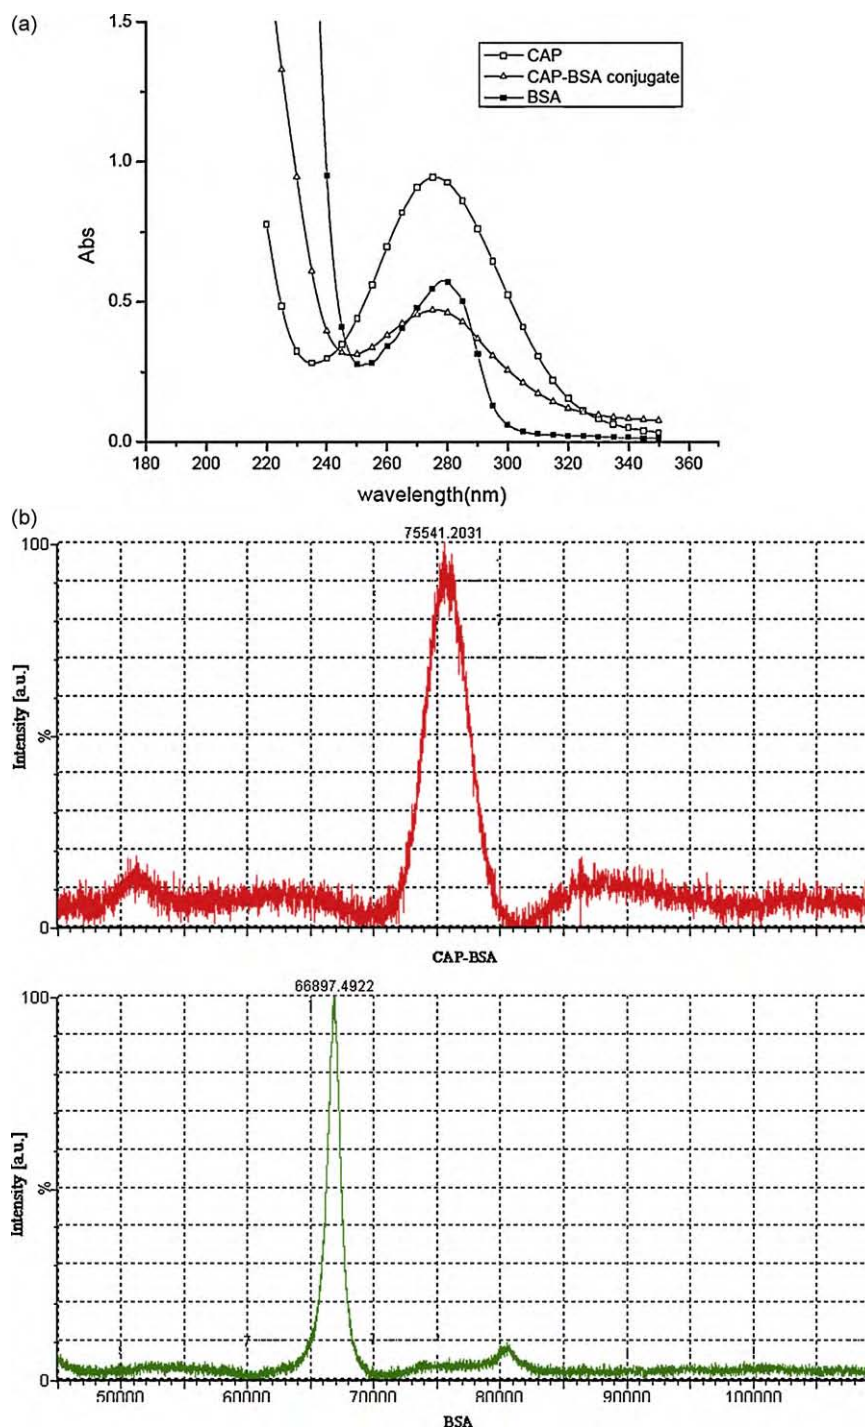 (a)
1.5
1.0
0.5
0.0
Abs
CAP
CAP-BSA conjugate
BSA
180 200 220 240 260 280 300 320 340 360
wavelength(nm)
(b)
75541.2031
100
%
0
Intensity [a.u.]
CAP-BSA
66897.4922
100
%
0
Intensity [a.u.]
50000 60000 70000 80000 90000 100000
BSA